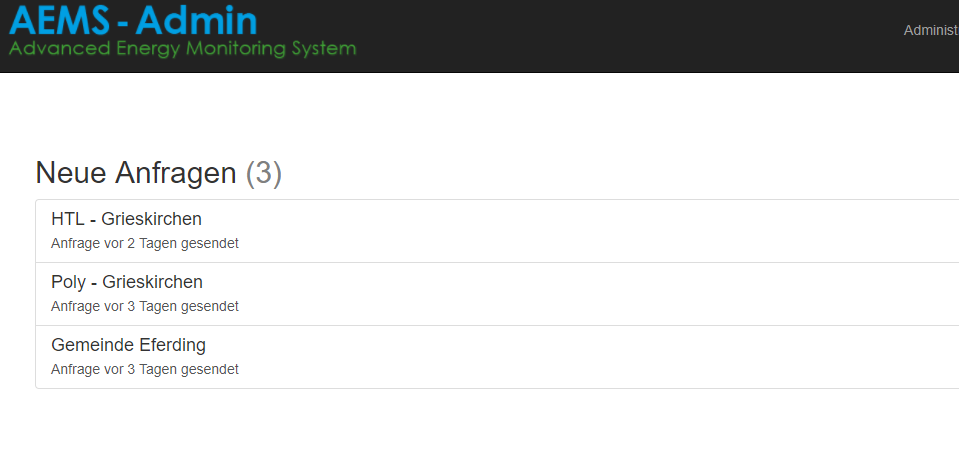 AEMS - Admin
Advanced Energy Monitoring System
Neue Anfragen (3)
HTL - Grieskirchen
Anfrage vor 2 Tagen gesendet
Poly - Grieskirchen
Anfrage vor 3 Tagen gesendet
Gemeinde Eferding
Anfrage vor 3 Tagen gesendet